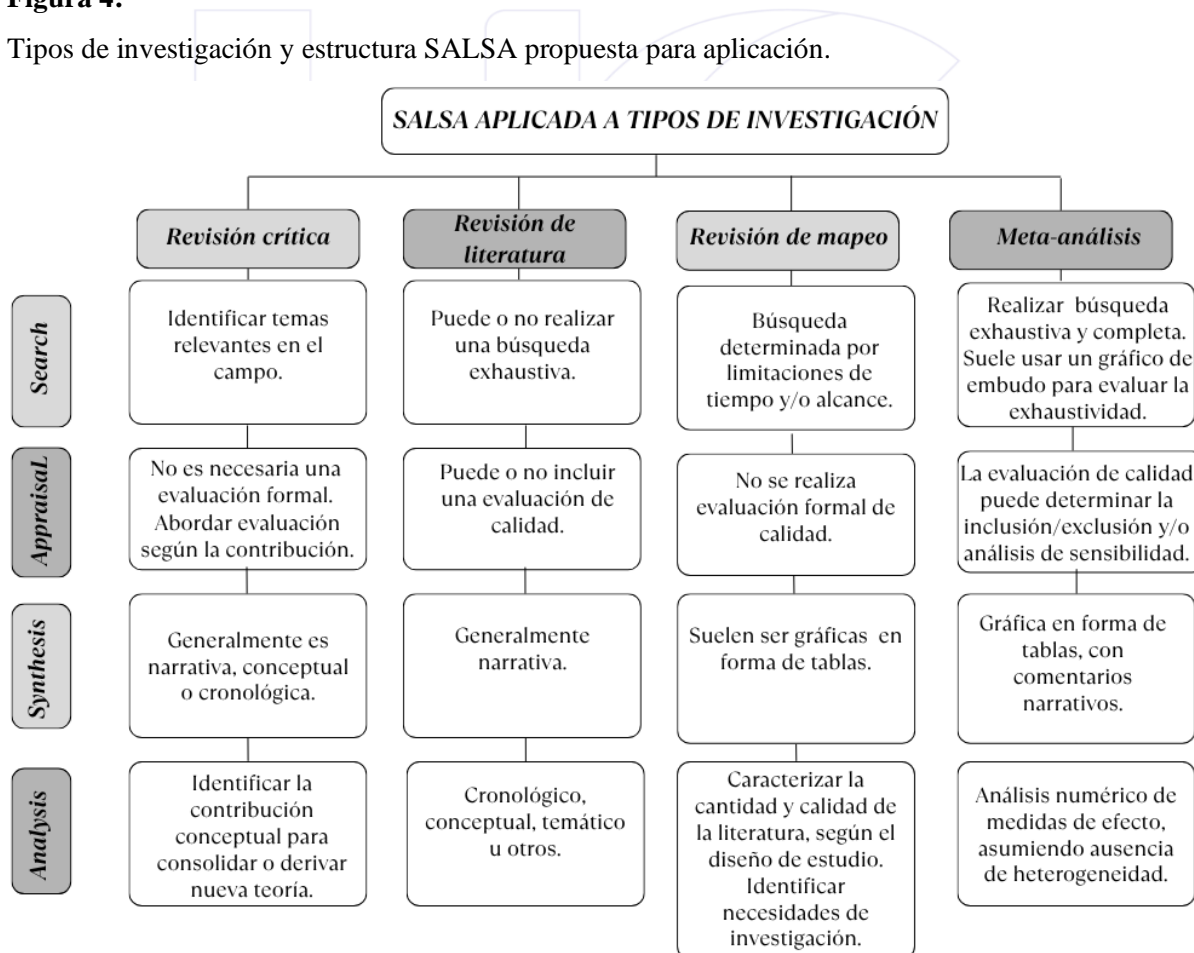 Figura 4.
Tipos de investigación y estructura SALSA propuesta para aplicación.
SALSA APLICADA A TIPOS DE INVESTIGACIÓN
Revisión crítica
Revisión de
literatura
Revisión de mapeo
Meta-análisis
Search
Identificar temas
relevantes en el
campo.
Puede o no realizar
una búsqueda
exhaustiva.
Búsqueda
determinada por
limitaciones de
tiempo y/o alcance.
Realizar búsqueda
exhaustiva y completa.
Suele usar un gráfico de
embudo para evaluar la
exhaustividad.
AppraisaL
No es necesaria una
evaluación formal.
Abordar evaluación
según la contribución.
Puede o no incluir
una evaluación de
calidad.
No se realiza
evaluación formal de
calidad.
La evaluación de calidad
puede determinar la
inclusión/exclusión y/o
análisis de sensibilidad.
Synthesis
Generalmente es
narrativa, conceptual
o cronológica.
Generalmente
narrativa.
Suelen ser gráficas en
forma de tablas.
Gráfica en forma de
tablas, con
comentarios
narrativos.
Analysis
Identificar la
contribución
conceptual para
consolidar o derivar
nueva teoría.
Cronológico,
conceptual, temático
u otros.
Caracterizar la
cantidad y calidad de
la literatura, según el
diseño de estudio.
Identificar
necesidades de
investigación.
Análisis numérico de
medidas de efecto,
asumiendo ausencia
de heterogeneidad.